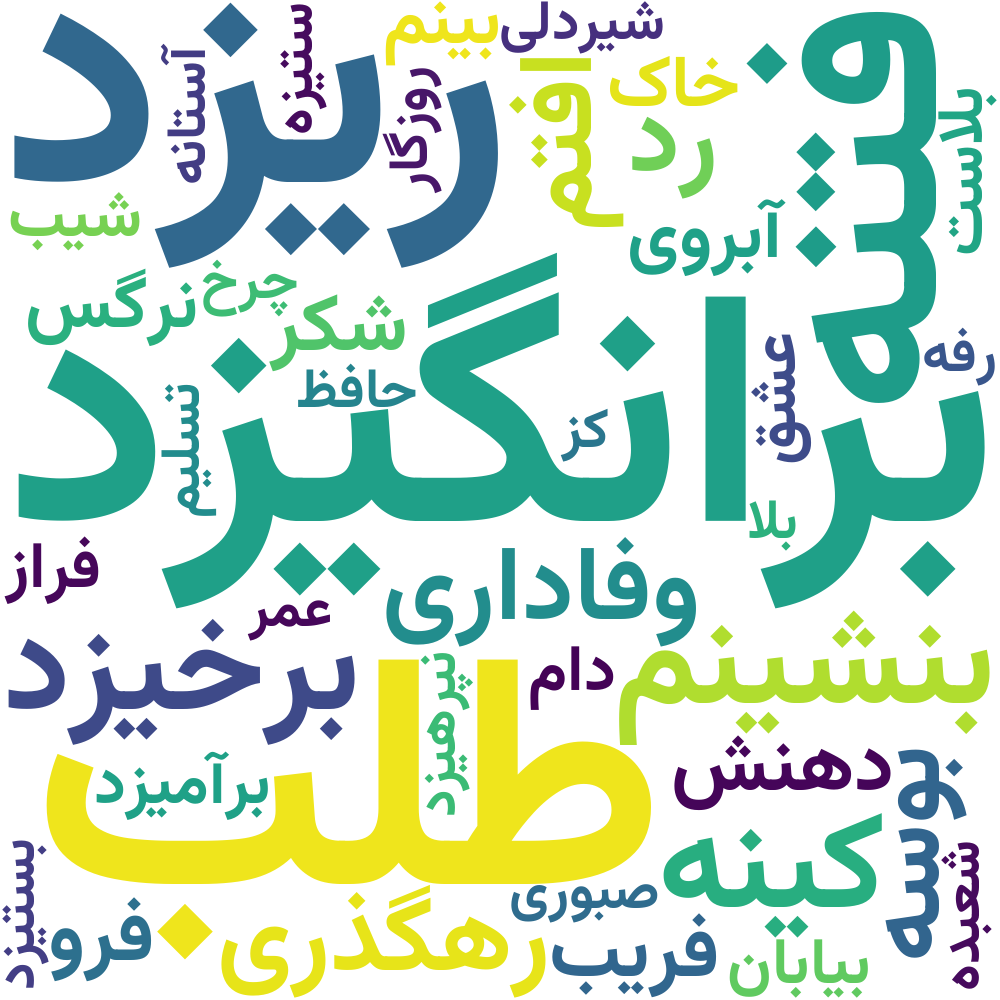 شیردلی
بینم
ستیزه
آستانه
ریزد
روزگار
افتم
خاک
رد
فتنه
بلاست
آبروی
شیب
چرخ
نرگس
شکر
حافظ
تسلیم
برانگیزد
کز
عشق
رفه
بلا
فراز
عمر
وفاداری
برخیزد
دام
بنشینم
نپرهیزد
طلب
برآمیزد
دهنش
بوسه
کینه
شعبده
بستیزد
فرو
رهگذری
صبوری
فریب
بیابان